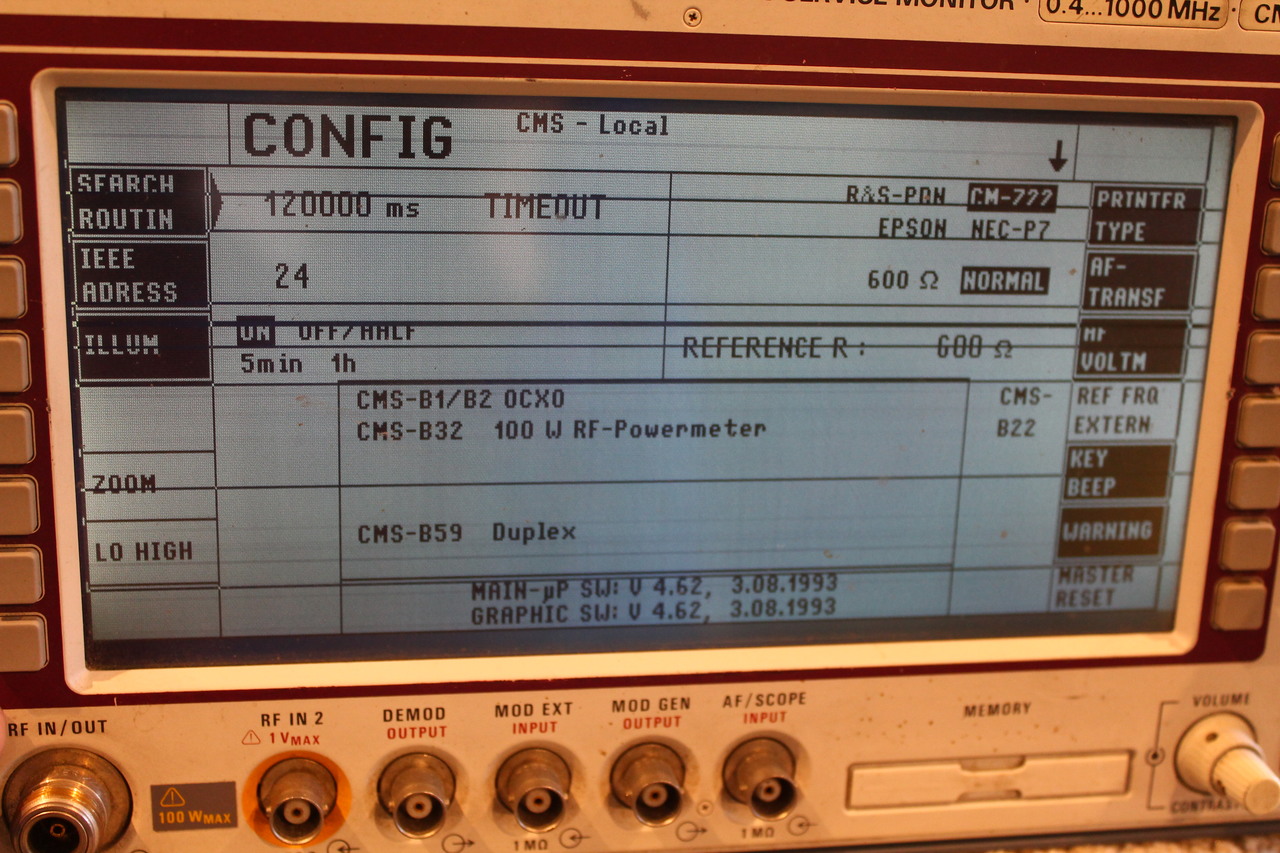 SERVICE MONITOR · 0.4...1000 MHz ·
CONFIG CMS - Local
SEARCH
ROUTIN
120000 ms TIMEOUT
R&S-PDN
EPSON NEC-P7
PRINTER
TYPE
IEEE
ADRESS
24
600 Ω NORMAL
AF-
TRANSF
ILLUM
ON OFF/HALF
5min 1h
REFERENCE R : 600 Ω
AF
VOLTM
CMS-B1/B2 OCXO
CMS-B32 100 W RF-Powermeter
CMS-
B22
REF FRQ
EXTERN
KEY
BEEP
ZOOM
CMS-B59 Duplex
WARNING
LO HIGH
MAIN-µP SW: V 4.62, 3.08.1993
GRAPHIC SW: V 4.62, 3.08.1993
MASTER
RESET
RF IN/OUT
100 WMAX
RF IN 2
1 VMAX
DEMOD
OUTPUT
MOD EXT
INPUT
1 MΩ
MOD GEN
OUTPUT
AF/SCOPE
INPUT
1 MΩ
MEMORY
VOLUME
CONTRAST